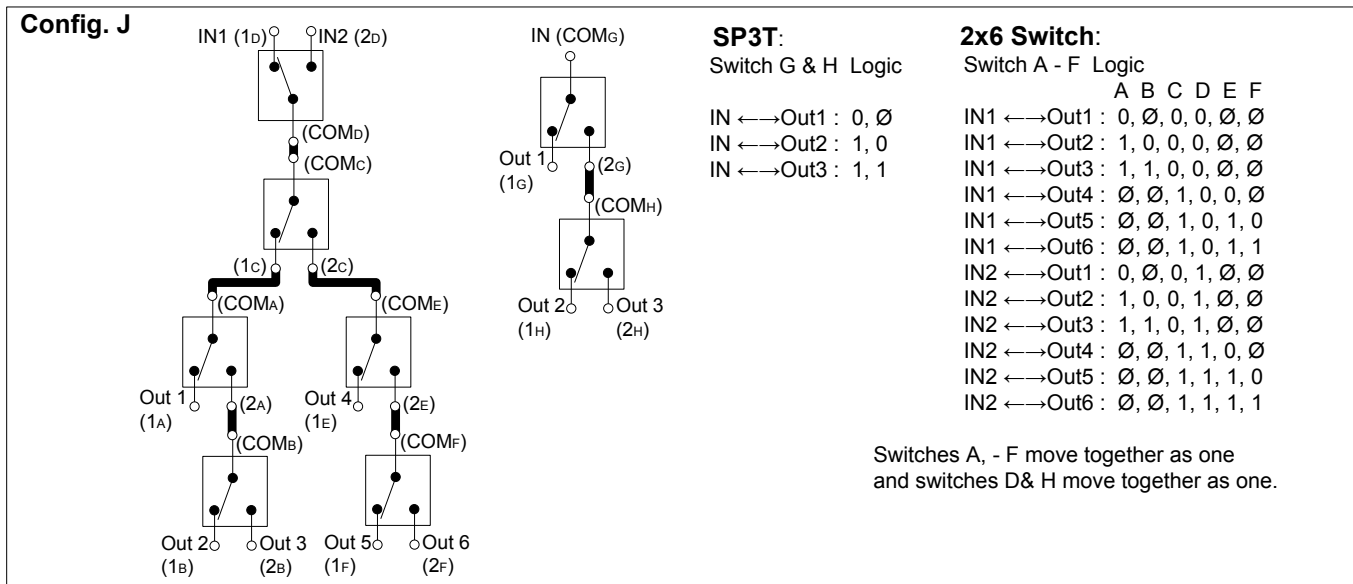 Config. J
IN1 (1D) IN2 (2D)
(COMD)
(COMC)
(1C) (2C)
(COMA) (COME)
Out 1
(1A)
(2A)
Out 4
(1E)
(2E)
(COMB) (COMF)
Out 2
(1B)
Out 3
(2B)
Out 5
(1F)
Out 6
(2F)
IN (COMG)
Out 1
(1G)
(2G)
(COMH)
Out 2
(1H)
Out 3
(2H)
SP3T:
Switch G & H Logic
IN ←→Out1 : 0, Ø
IN ←→Out2 : 1, 0
IN ←→Out3 : 1, 1
2x6 Switch:
Switch A - F Logic
A B C D E F
IN1 ←→Out1 : 0, Ø, 0, 0, Ø, Ø
IN1 ←→Out2 : 1, 0, 0, 0, Ø, Ø
IN1 ←→Out3 : 1, 1, 0, 0, Ø, Ø
IN1 ←→Out4 : Ø, Ø, 1, 0, 0, Ø
IN1 ←→Out5 : Ø, Ø, 1, 0, 1, 0
IN1 ←→Out6 : Ø, Ø, 1, 0, 1, 1
IN2 ←→Out1 : 0, Ø, 0, 1, Ø, Ø
IN2 ←→Out2 : 1, 0, 0, 1, Ø, Ø
IN2 ←→Out3 : 1, 1, 0, 1, Ø, Ø
IN2 ←→Out4 : Ø, Ø, 1, 1, 0, Ø
IN2 ←→Out5 : Ø, Ø, 1, 1, 1, 0
IN2 ←→Out6 : Ø, Ø, 1, 1, 1, 1
Switches A, - F move together as one
and switches D& H move together as one.